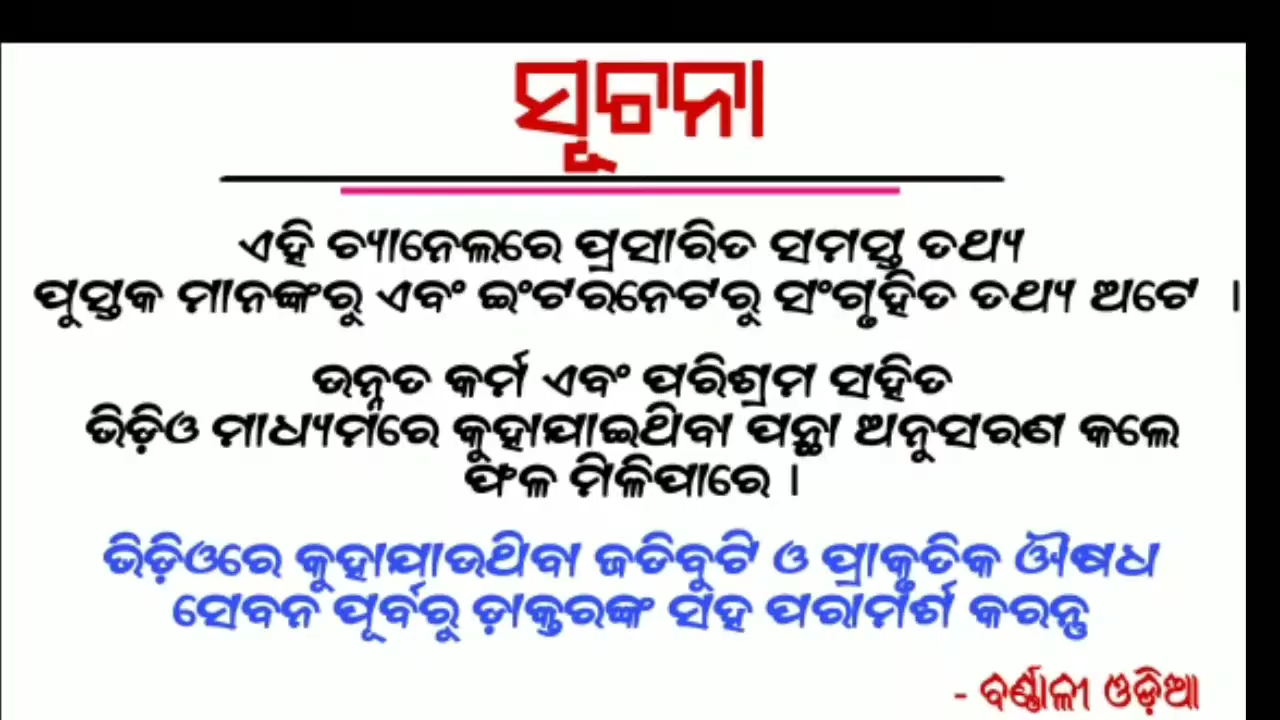 ସୂଚନା
ଏହି ଚ୍ୟାନେଲରେ ପ୍ରସାରିତ ସମସ୍ତ ତଥ୍ୟ
ପୁସ୍ତକ ମାନଙ୍କରୁ ଏବଂ ଇଂଟରନେଟରୁ ସଂଗୃହିତ ତଥ୍ୟ ଅଟେ ।
ଉନ୍ନତ କର୍ମ ଏବଂ ପରିଶ୍ରମ ସହିତ
ଭିଡ଼ିଓ ମାଧ୍ୟମରେ କୁହାଯାଇଥିବା ପନ୍ଥା ଅନୁସରଣ କଲେ
ଫଳ ମିଳିପାରେ ।
ଭିଡ଼ିଓରେ କୁହାଯାଉଥିବା ଜଡିବୁଟି ଓ ପ୍ରାକୃତିକ ଔଷଧ
ସେବନ ପୂର୍ବରୁ ଡ଼ାକ୍ତରଙ୍କ ସହ ପରାମର୍ଶ କରନ୍ତୁ
- ବର୍ଣ୍ଣାଳୀ ଓଡ଼ିଆ